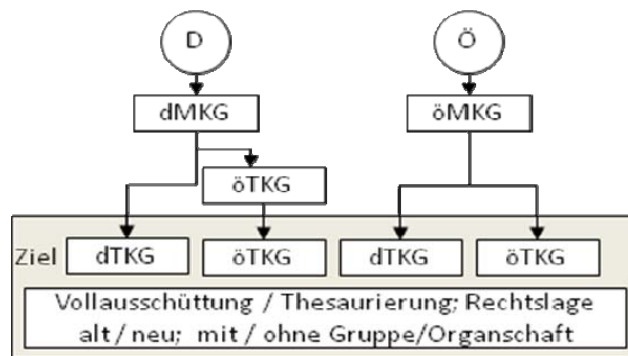 D Ö
dMKG öMKG
öTKG
Ziel dTKG öTKG dTKG öTKG
Vollausschüttung / Thesaurierung; Rechtslage
alt / neu; mit / ohne Gruppe/Organschaft